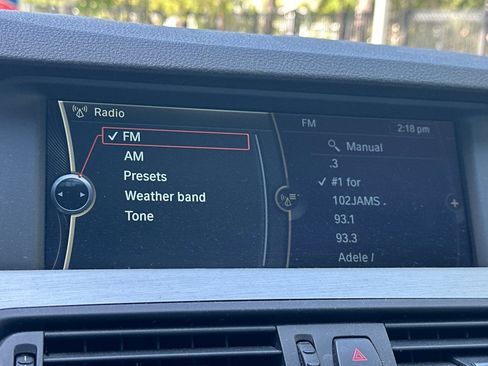 Radio
✓ FM
AM
Presets
Weather band
Tone
FM 2:18 pm
Manual
.3
✓ #1 for
102JAMS .
93.1
93.3
Adele /